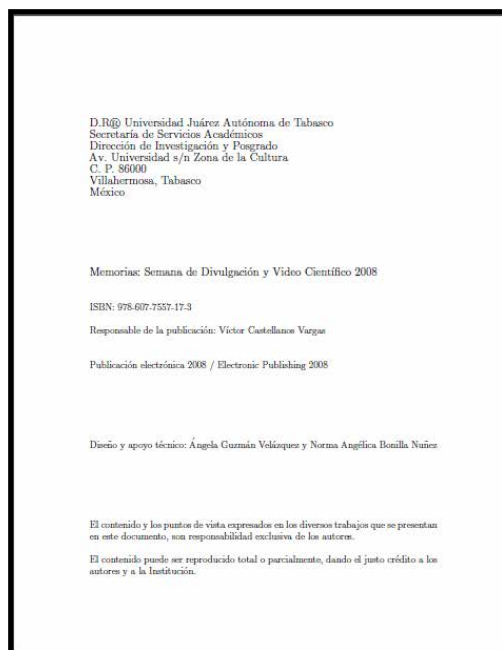 D.R® Universidad Juárez Autónoma de Tabasco
Secretaría de Servicios Académicos
Dirección de Investigación y Posgrado
Av. Universidad s/n Zona de la Cultura
C. P. 86000
Villahermosa, Tabasco
México
Memorias: Semana de Divulgación y Video Científico 2008
ISBN: 978-607-7557-17-3
Responsable de la publicación: Víctor Castellanos Vargas
Publicación electrónica 2008 / Electronic Publishing 2008
Diseño y apoyo técnico: Ángela Guzmán Velázquez y Norma Angélica Bonilla Nuñez
El contenido y los puntos de vista expresados en los diversos trabajos que se presentan
en este documento, son responsabilidad exclusiva de los autores.
El contenido puede ser reproducido total o parcialmente, dando el justo crédito a los
autores y a la Institución.